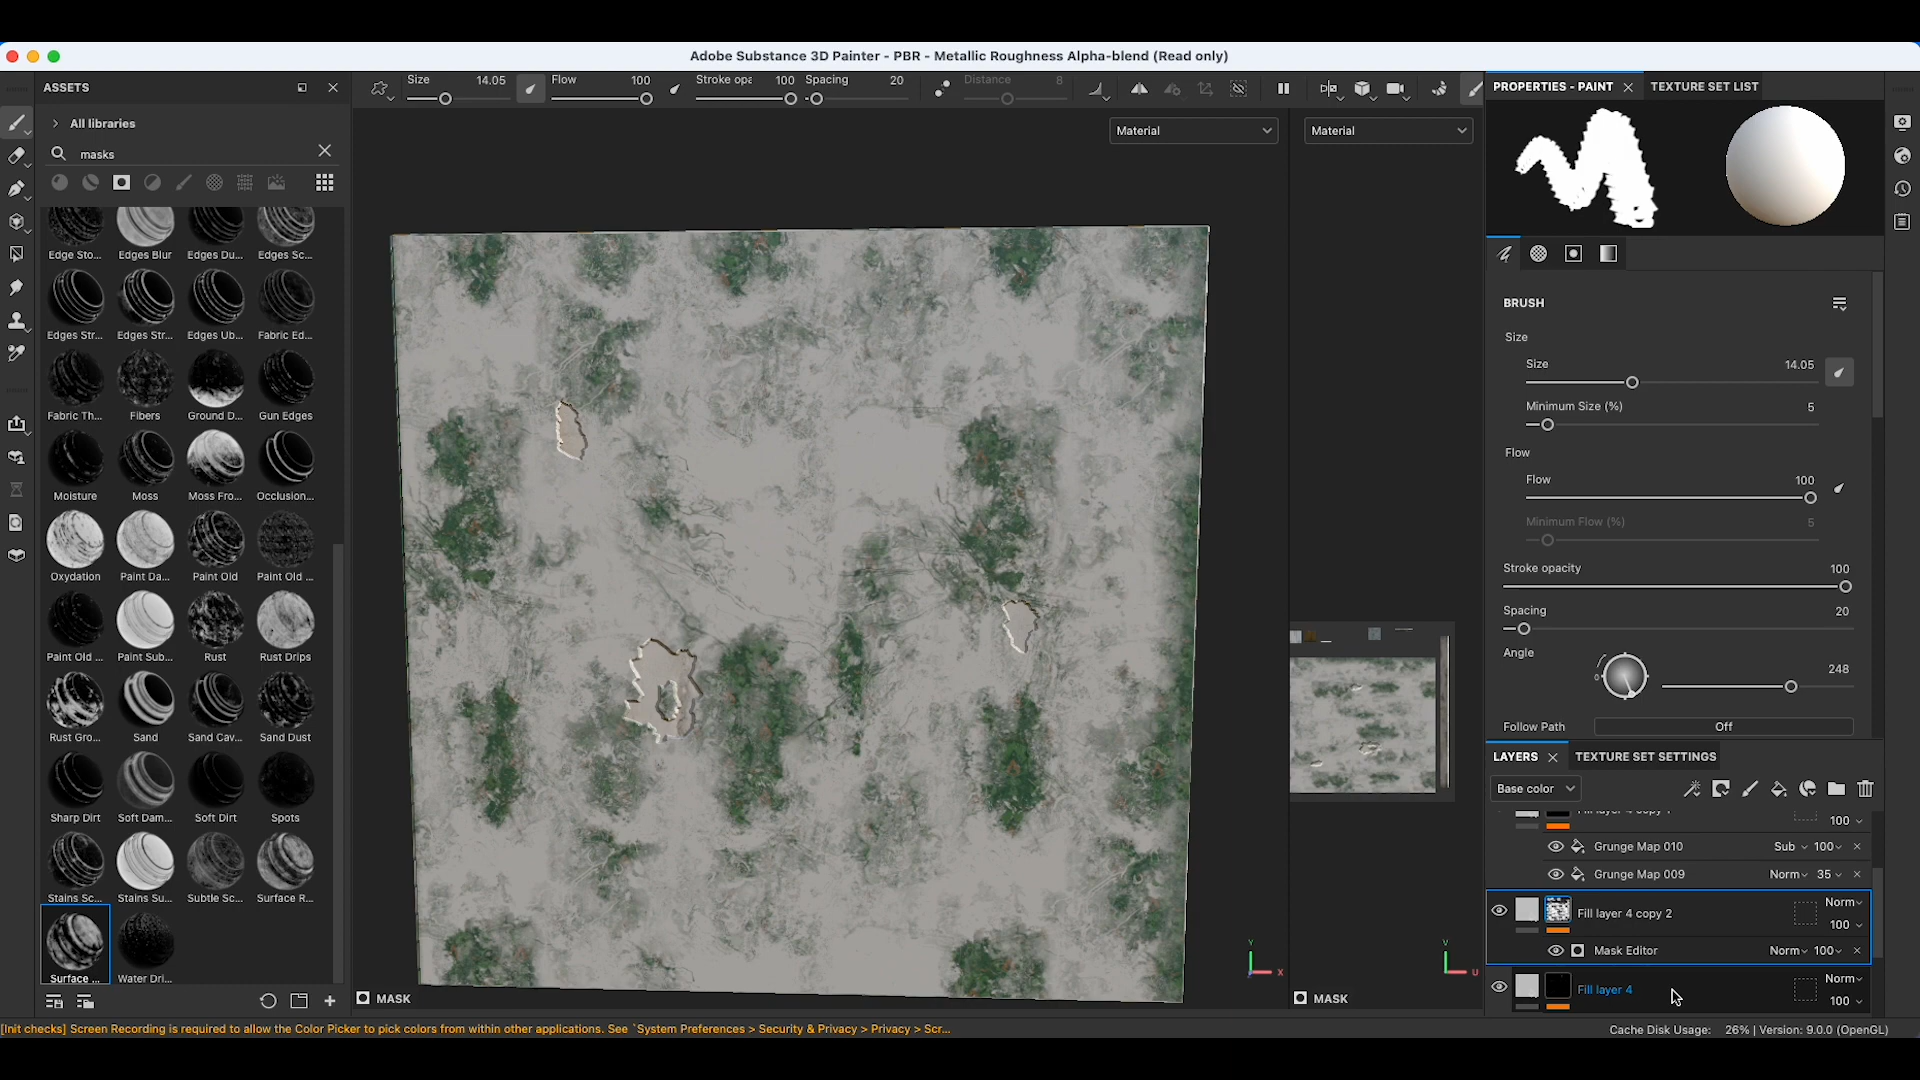 Adobe Substance 3D Painter - PBR - Metallic Roughness Alpha-blend (Read only)
ASSETS
Size 14.05
Flow 100
Stroke opa 100
Spacing 20
Distance 8
PROPERTIES - PAINT
TEXTURE SET LIST
All libraries
masks
Material
Material
Edge Sto... Edges Blur Edges Du... Edges Sc...
Edges Str... Edges Str... Edges Ub... Fabric Ed...
Fabric Th... Fibers Ground D... Gun Edges
Moisture Moss Moss Fro... Occlusion...
Oxydation Paint Da... Paint Old Paint Old ...
Paint Old ... Paint Sub... Rust Rust Drips
Rust Gro... Sand Sand Cav... Sand Dust
Sharp Dirt Soft Dam... Soft Dirt Spots
Stains Sc... Stains Su... Subtle Sc... Surface R...
Surface ... Water Dri...
Y
X
V
U
MASK
MASK
BRUSH
Size
Size 14.05
Minimum Size (%) 5
Flow
Flow 100
Minimum Flow (%) 5
Stroke opacity 100
Spacing 20
Angle
0
248
Follow Path Off
LAYERS
TEXTURE SET SETTINGS
Base color
Fill layer 4 copy 1
100
Grunge Map 010 Sub 100
Grunge Map 009 Norm 35
Norm
Fill layer 4 copy 2
100
Mask Editor Norm 100
Norm
Fill layer 4
100
[Init checks] Screen Recording is required to allow the Color Picker to pick colors from within other applications. See `System Preferences > Security & Privacy > Privacy > Scr...
Cache Disk Usage: 26% | Version: 9.0.0 (OpenGL)